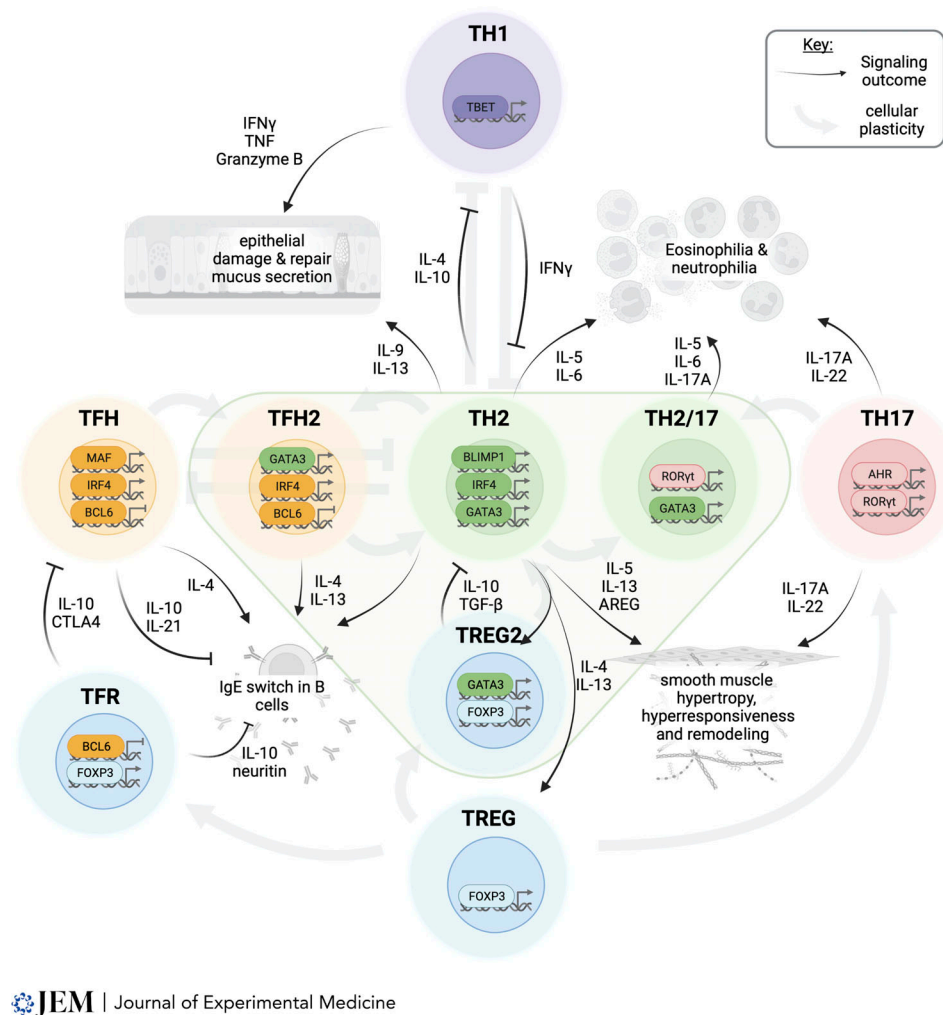 TH1
TBET
Key:
Signaling
outcome
cellular
plasticity
IFNγ
TNF
Granzyme B
epithelial
damage & repair
mucus secretion
IL-4
IL-10
IFNγ
Eosinophilia &
neutrophilia
IL-9
IL-13
IL-5
IL-6
IL-5
IL-6
IL-17A
IL-17A
IL-22
TFH
MAF
IRF4
BCL6
TFH2
GATA3
IRF4
BCL6
TH2
BLIMP1
IRF4
GATA3
TH2/17
RORγt
GATA3
TH17
AHR
RORγt
IL-10
CTLA4
IL-4
IL-10
IL-21
IL-4
IL-13
IL-10
TGF-β
IL-5
IL-13
AREG
IL-17A
IL-22
IgE switch in B
cells
TREG2
GATA3
FOXP3
IL-4
IL-13
smooth muscle
hypertropy,
hyperresponsiveness
and remodeling
TFR
BCL6
FOXP3
IL-10
neuritin
TREG
FOXP3
JEM | Journal of Experimental Medicine